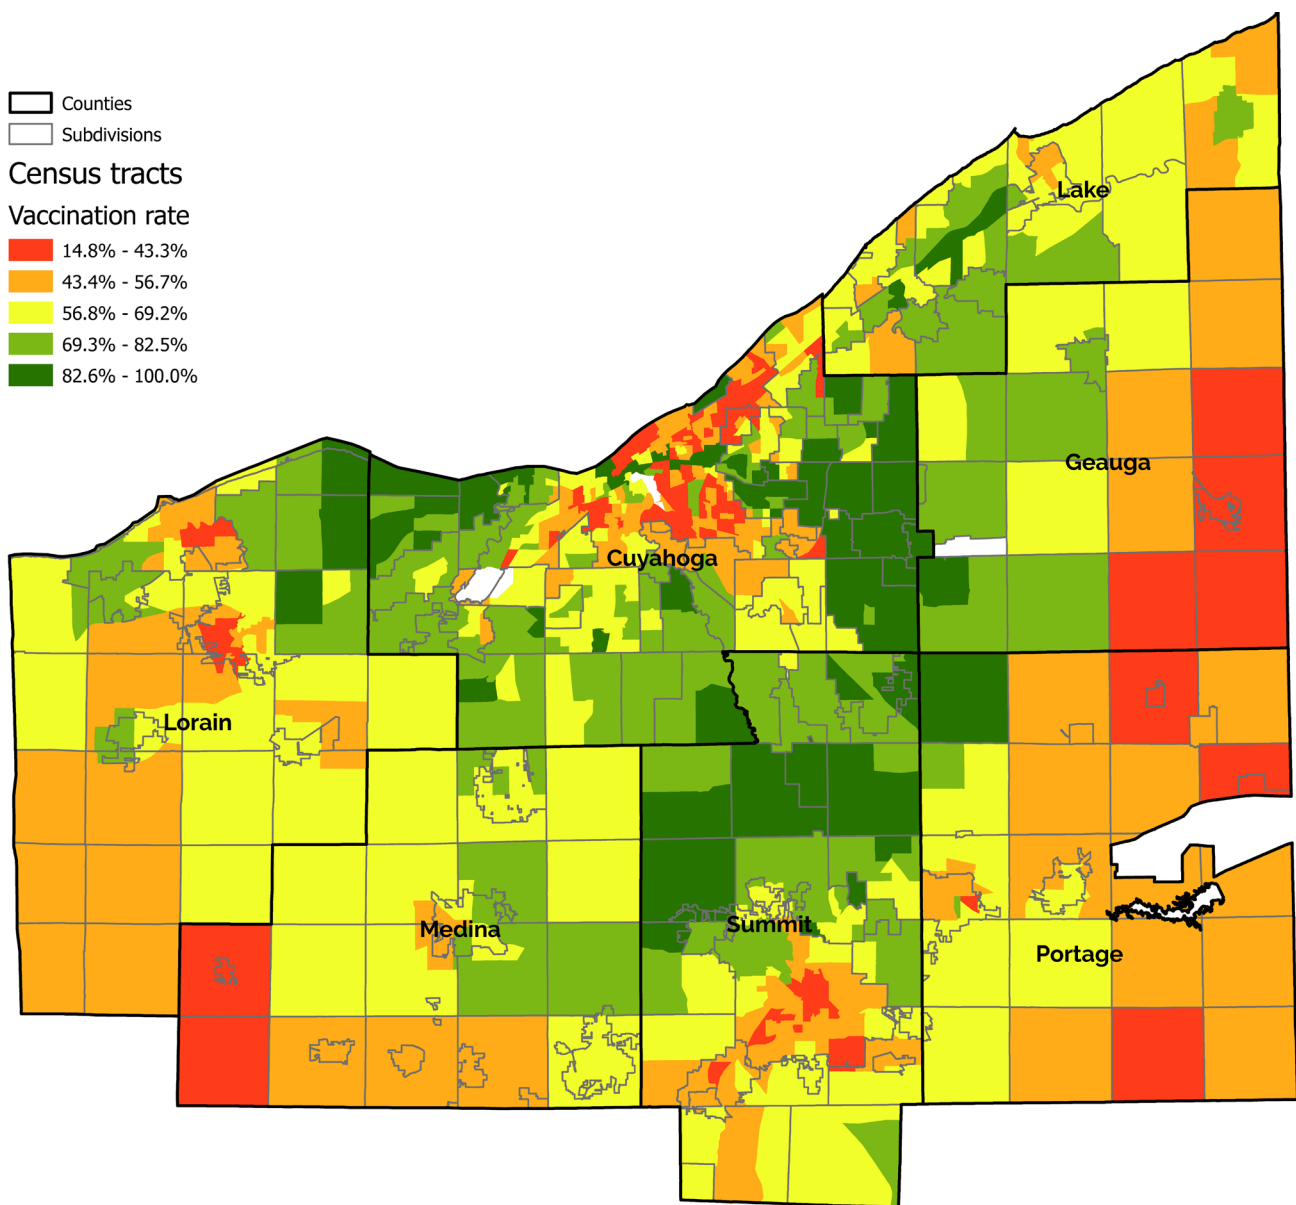 Counties
Subdivisions
Census tracts
Vaccination rate
14.8% - 43.3%
43.4% - 56.7%
56.8% - 69.2%
69.3% - 82.5%
82.6% - 100.0%
Lake
Geauga
Cuyahoga
Lorain
Medina
Summit
Portage